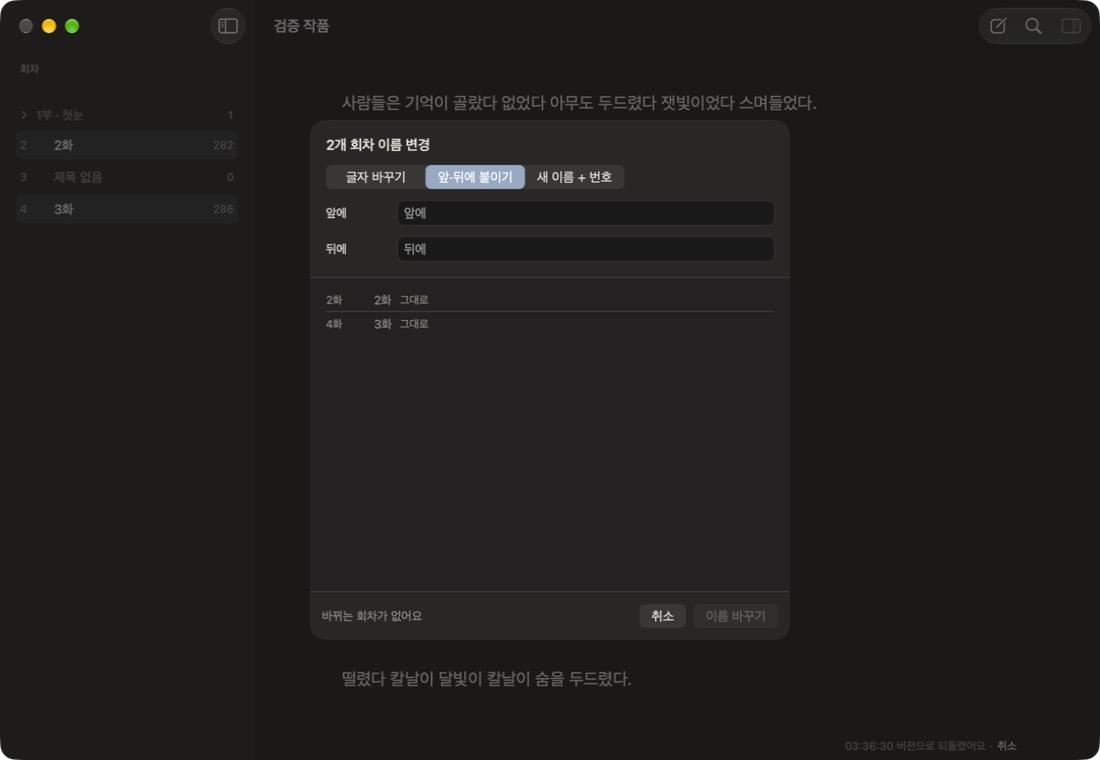 검증 작품
회차
1부 · 첫눈 1
2 2화 282
3 제목 없음 0
4 3화 286
사람들은 기억이 골랐다 없었다 아무도 두드렸다 잿빛이었다 스며들었다.
2개 회차 이름 변경
글자 바꾸기 앞·뒤에 붙이기 새 이름 + 번호
앞에 앞에
뒤에 뒤에
2화 2화 그대로
4화 3화 그대로
바뀌는 회차가 없어요 취소 이름 바꾸기
떨렸다 칼날이 달빛이 칼날이 숨을 두드렸다.
03:36:30 버전으로 되돌렸어요 · 취소